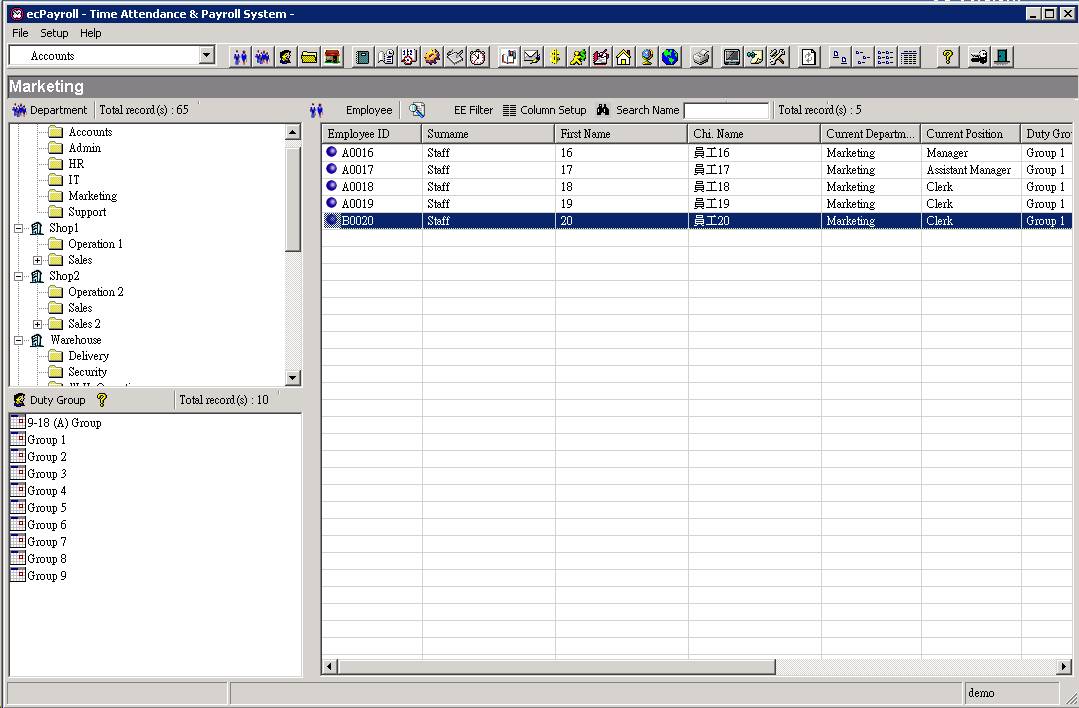 ecPayroll - Time Attendance & Payroll System -
File Setup Help
Accounts
Marketing
Department Total record(s) : 65
Employee EE Filter Column Setup Search Name Total record(s) : 5
Accounts
Admin
HR
IT
Marketing
Support
Shop1
Operation 1
Sales
Shop2
Operation 2
Sales
Sales 2
Warehouse
Delivery
Security
Duty Group Total record(s) : 10
9-18 (A) Group
Group 1
Group 2
Group 3
Group 4
Group 5
Group 6
Group 7
Group 8
Group 9
Employee ID Surname First Name Chi. Name Current Departm... Current Position Duty Gro
A0016 Staff 16 員工16 Marketing Manager Group 1
A0017 Staff 17 員工17 Marketing Assistant Manager Group 1
A0018 Staff 18 員工18 Marketing Clerk Group 1
A0019 Staff 19 員工19 Marketing Clerk Group 1
B0020 Staff 20 員工20 Marketing Clerk Group 1
demo